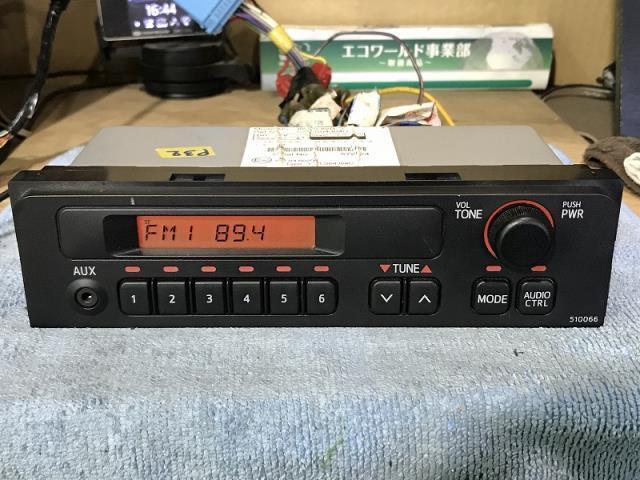 16:44
エコワールド事業部
P32
ST
FM1 89.4
VOL
TONE
PUSH
PWR
AUX
▼ TUNE ▲
1 2 3 4 5 6
MODE
AUDIO
CTRL
510066